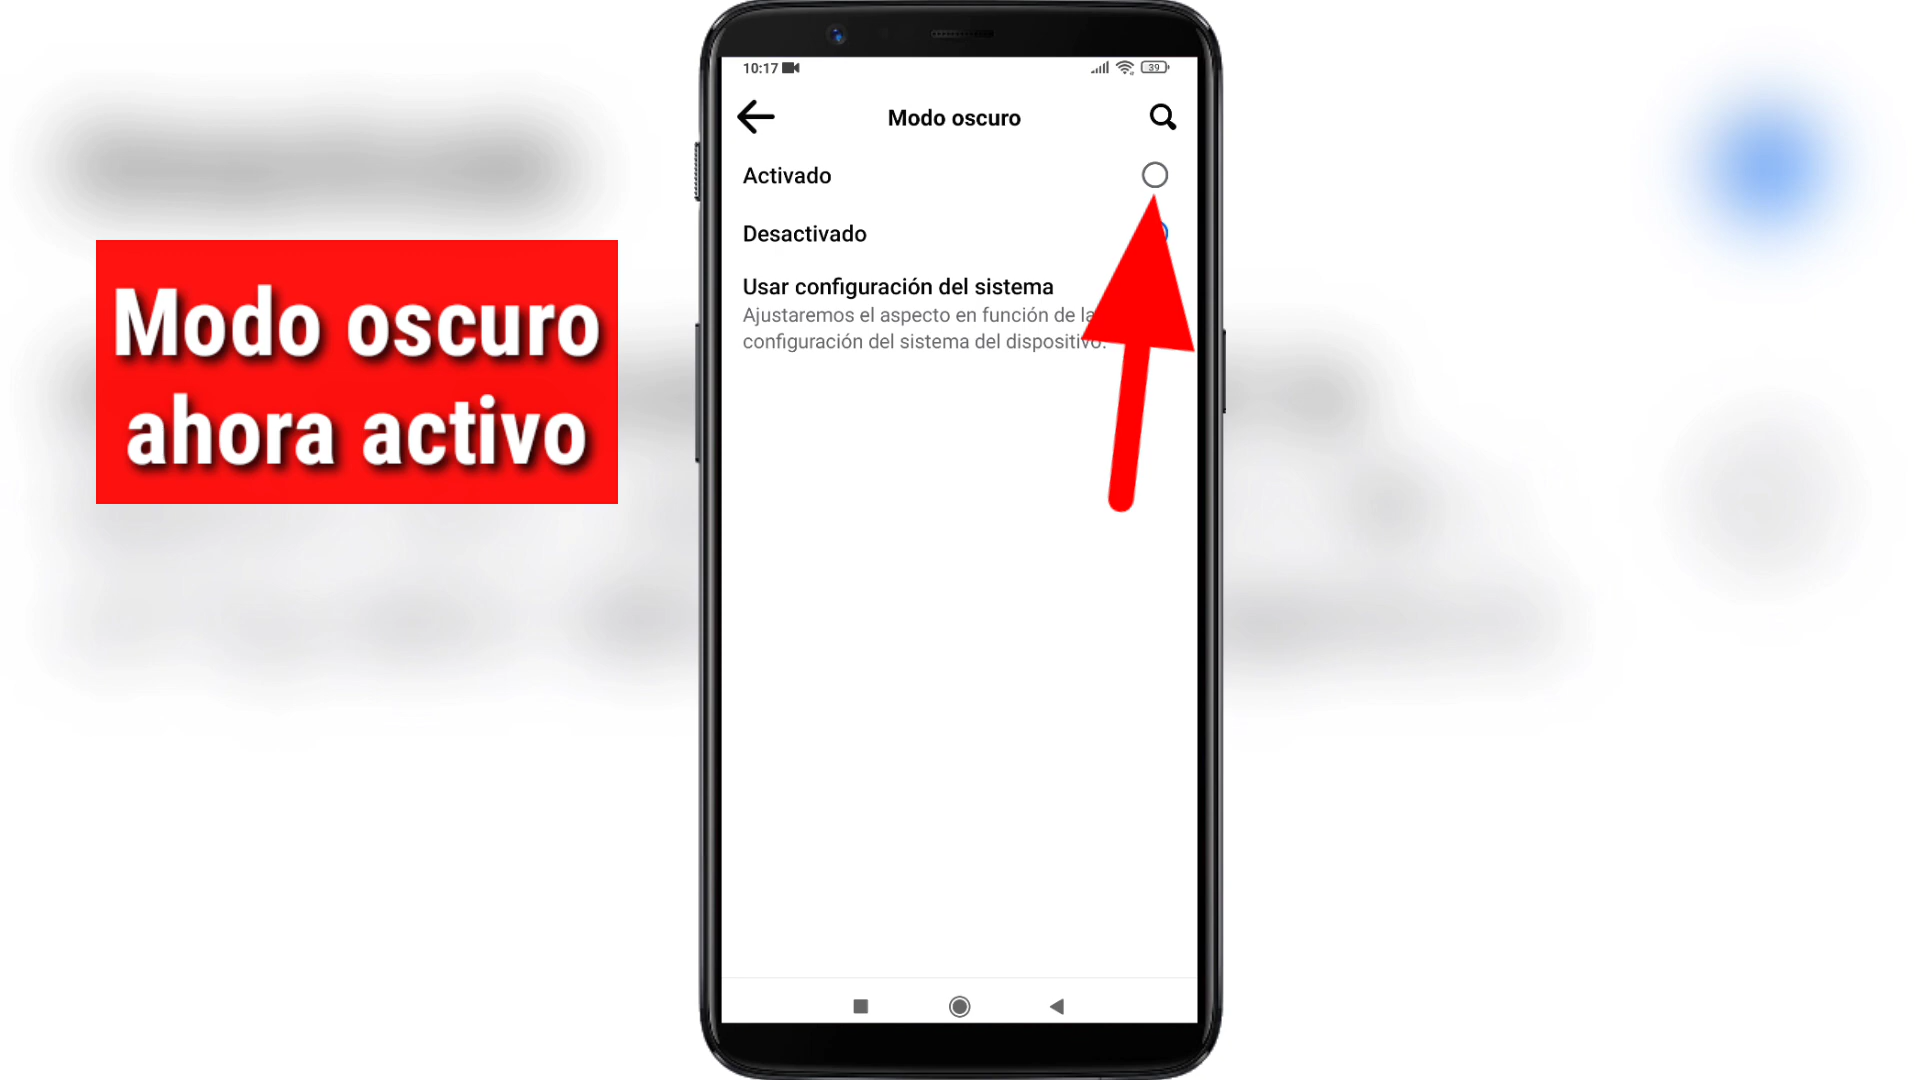 10:17
39
Modo oscuro
Activado
Desactivado
Usar configuración del sistema
Ajustaremos el aspecto en función de la
configuración del sistema del dispositivo.
Modo oscuro
ahora activo